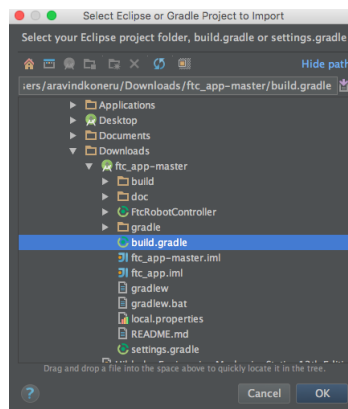 Select Eclipse or Gradle Project to Import
Select your Eclipse project folder, build.gradle or settings.gradle
Hide path
ers/aravindkoneru/Downloads/ftc_app-master/build.gradle
Applications
Desktop
Documents
Downloads
ftc_app-master
build
doc
FtcRobotController
gradle
build.gradle
ftc_app-master.iml
ftc_app.iml
gradlew
gradlew.bat
local.properties
README.md
settings.gradle
Drag and drop a file into the space above to quickly locate it in the tree.
?
Cancel
OK